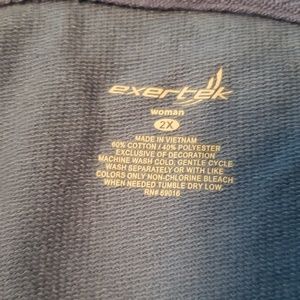 exertek
woman
2X
MADE IN VIETNAM
60% COTTON / 40% POLYESTER
EXCLUSIVE OF DECORATION
MACHINE WASH COLD, GENTLE CYCLE
WASH SEPARATELY OR WITH LIKE
COLORS ONLY NON-CHLORINE BLEACH
WHEN NEEDED TUMBLE DRY LOW.
RN# 69016